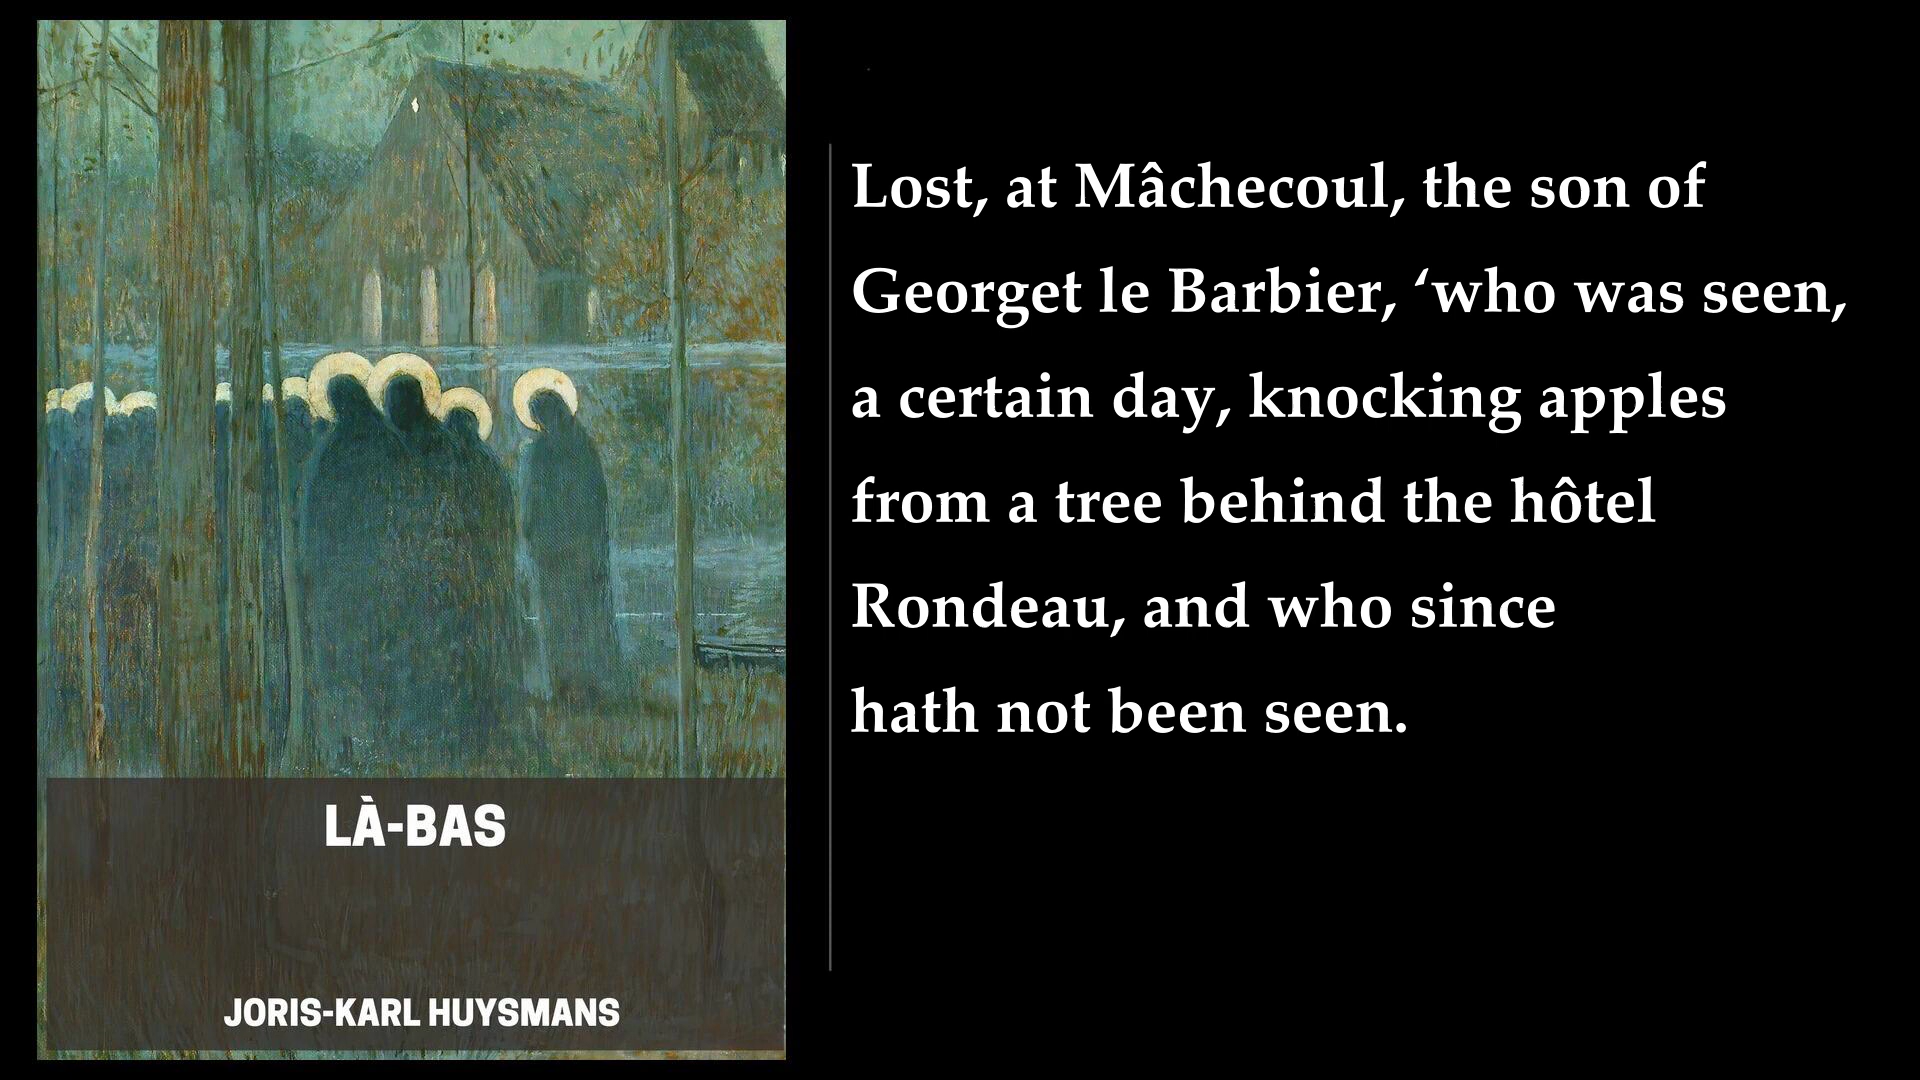 LÀ-BAS
JORIS-KARL HUYSMANS
Lost, at Mâchecoul, the son of
Georget le Barbier, ‘who was seen,
a certain day, knocking apples
from a tree behind the hôtel
Rondeau, and who since
hath not been seen.